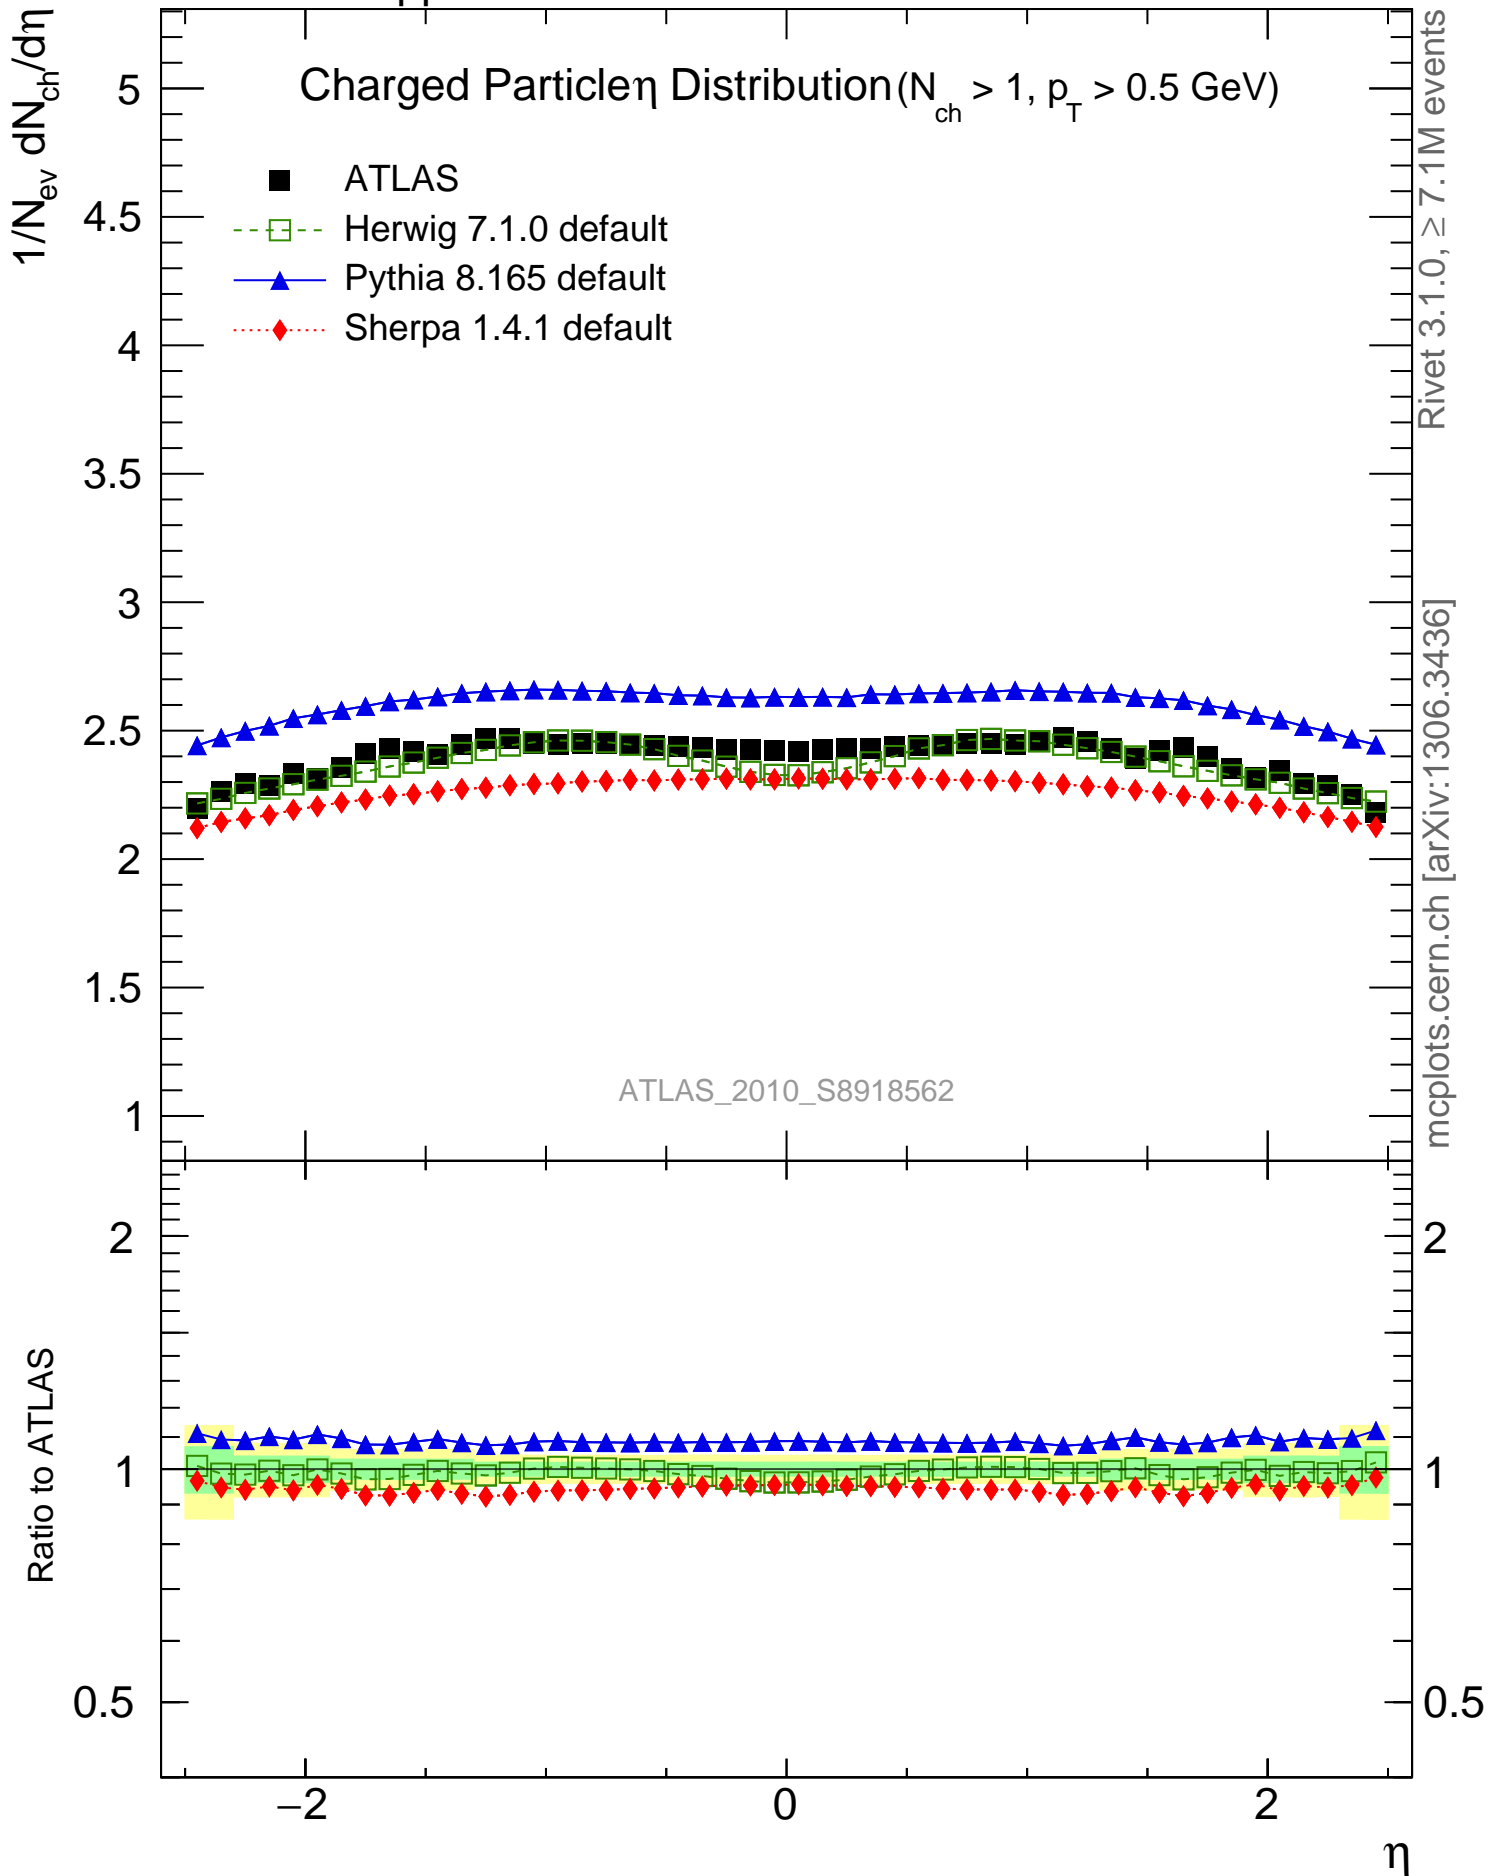 pp
Charged Particleη Distribution (N_ch > 1, p_T > 0.5 GeV)
1/N_ev dN_ch/dη
ATLAS
Herwig 7.1.0 default
Pythia 8.165 default
Sherpa 1.4.1 default
5
4.5
4
3.5
3
2.5
2
1.5
1
ATLAS_2010_S8918562
Rivet 3.1.0, ≥ 7.1M events
mcplots.cern.ch [arXiv:1306.3436]
Ratio to ATLAS
2
1
0.5
2
1
0.5
−2
0
2
η